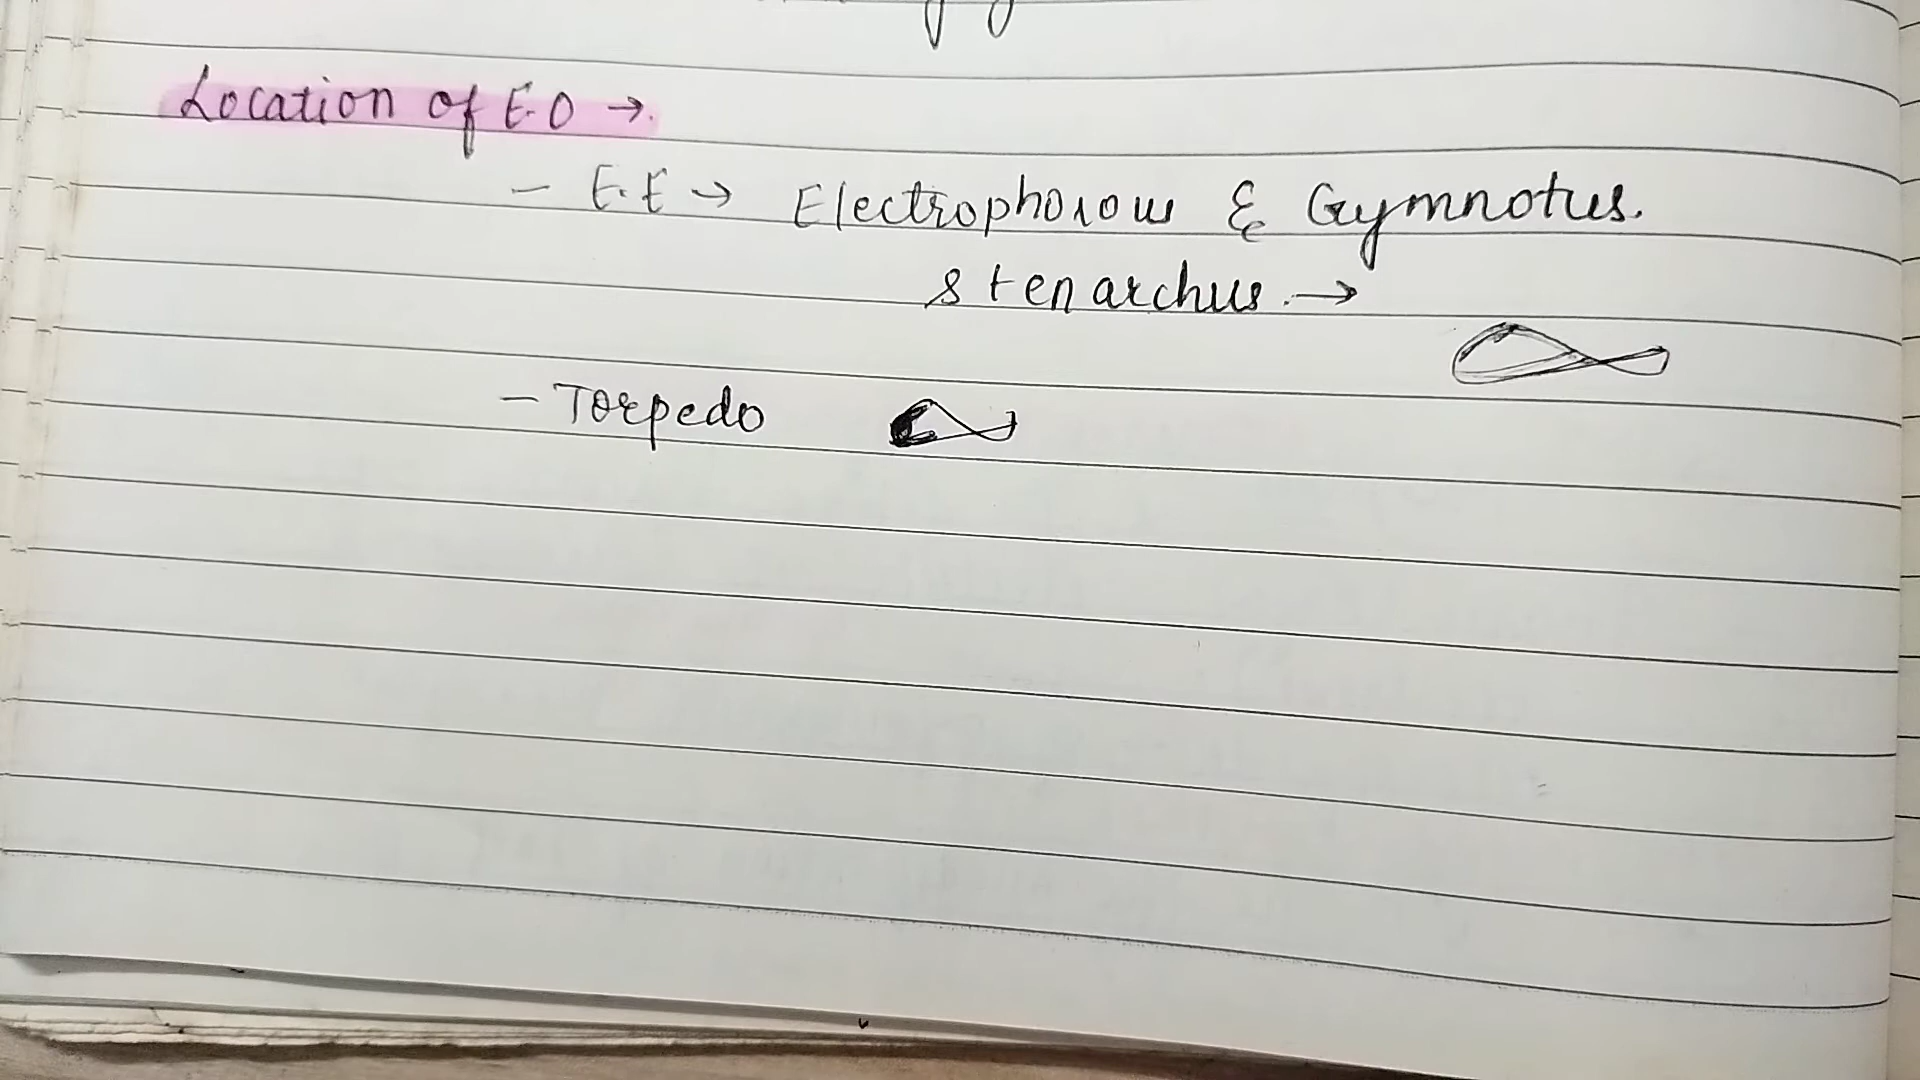 Location of E.O →.
- E.E → Electrophorous & Gymnotus.
stenarchus. →
- Torpedo